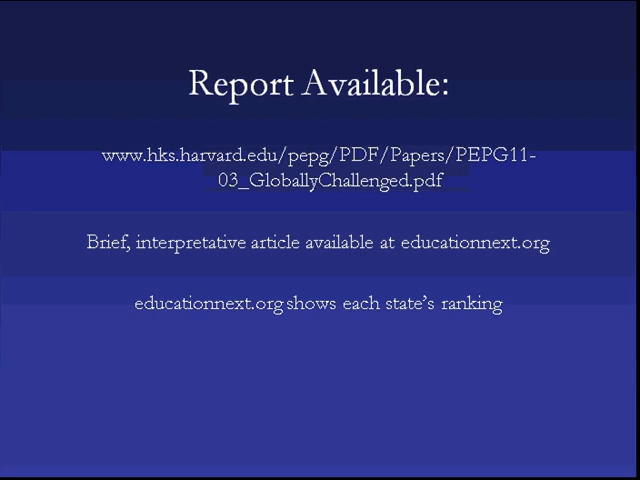 Report Available:
www.hks.harvard.edu/pepg/PDF/Papers/PEPG11-
03_GloballyChallenged.pdf
Brief, interpretative article available at educationnext.org
educationnext.org shows each state's ranking